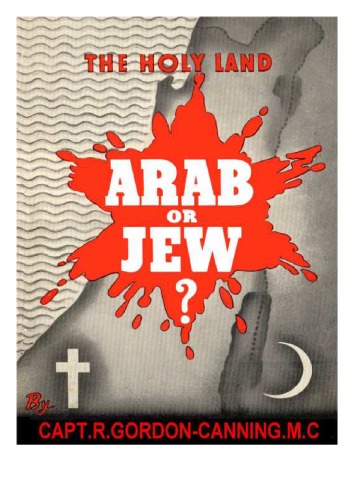 THE HOLY LAND
ARAB
OR
JEW
?
By
CAPT.R.GORDON-CANNING.M.C